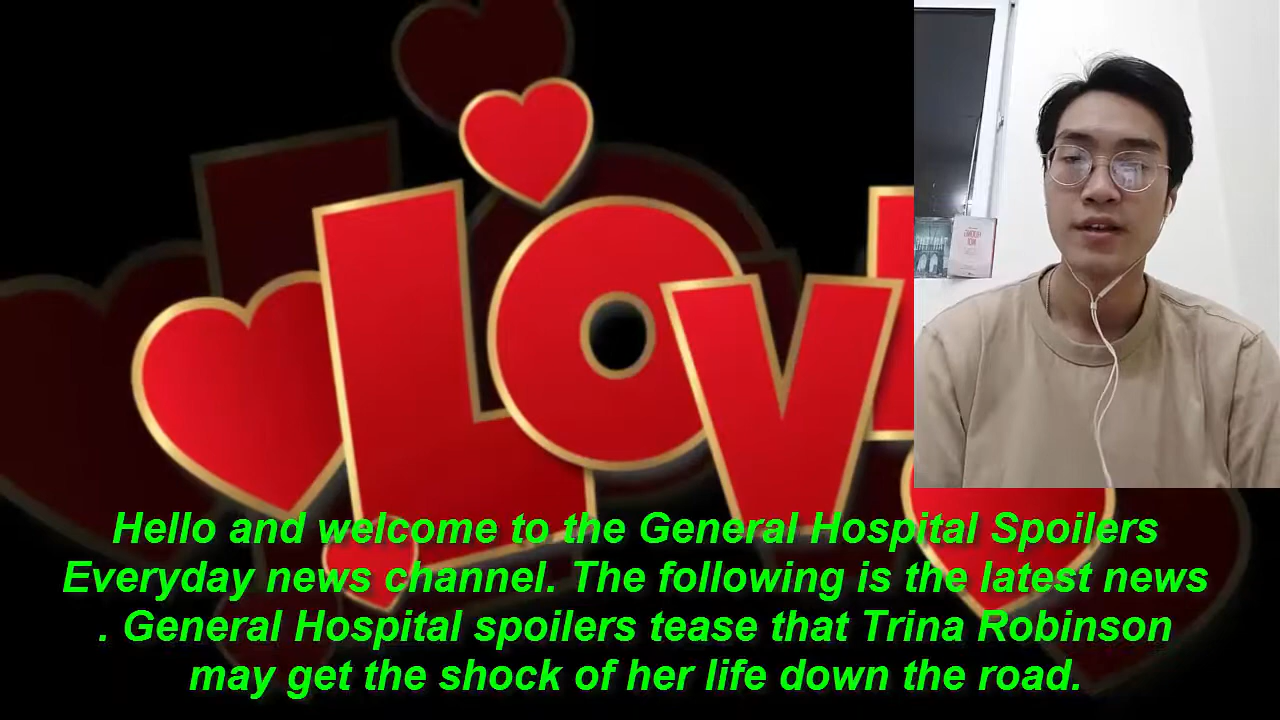 LOV
Hello and welcome to the General Hospital Spoilers
Everyday news channel. The following is the latest news
. General Hospital spoilers tease that Trina Robinson
may get the shock of her life down the road.